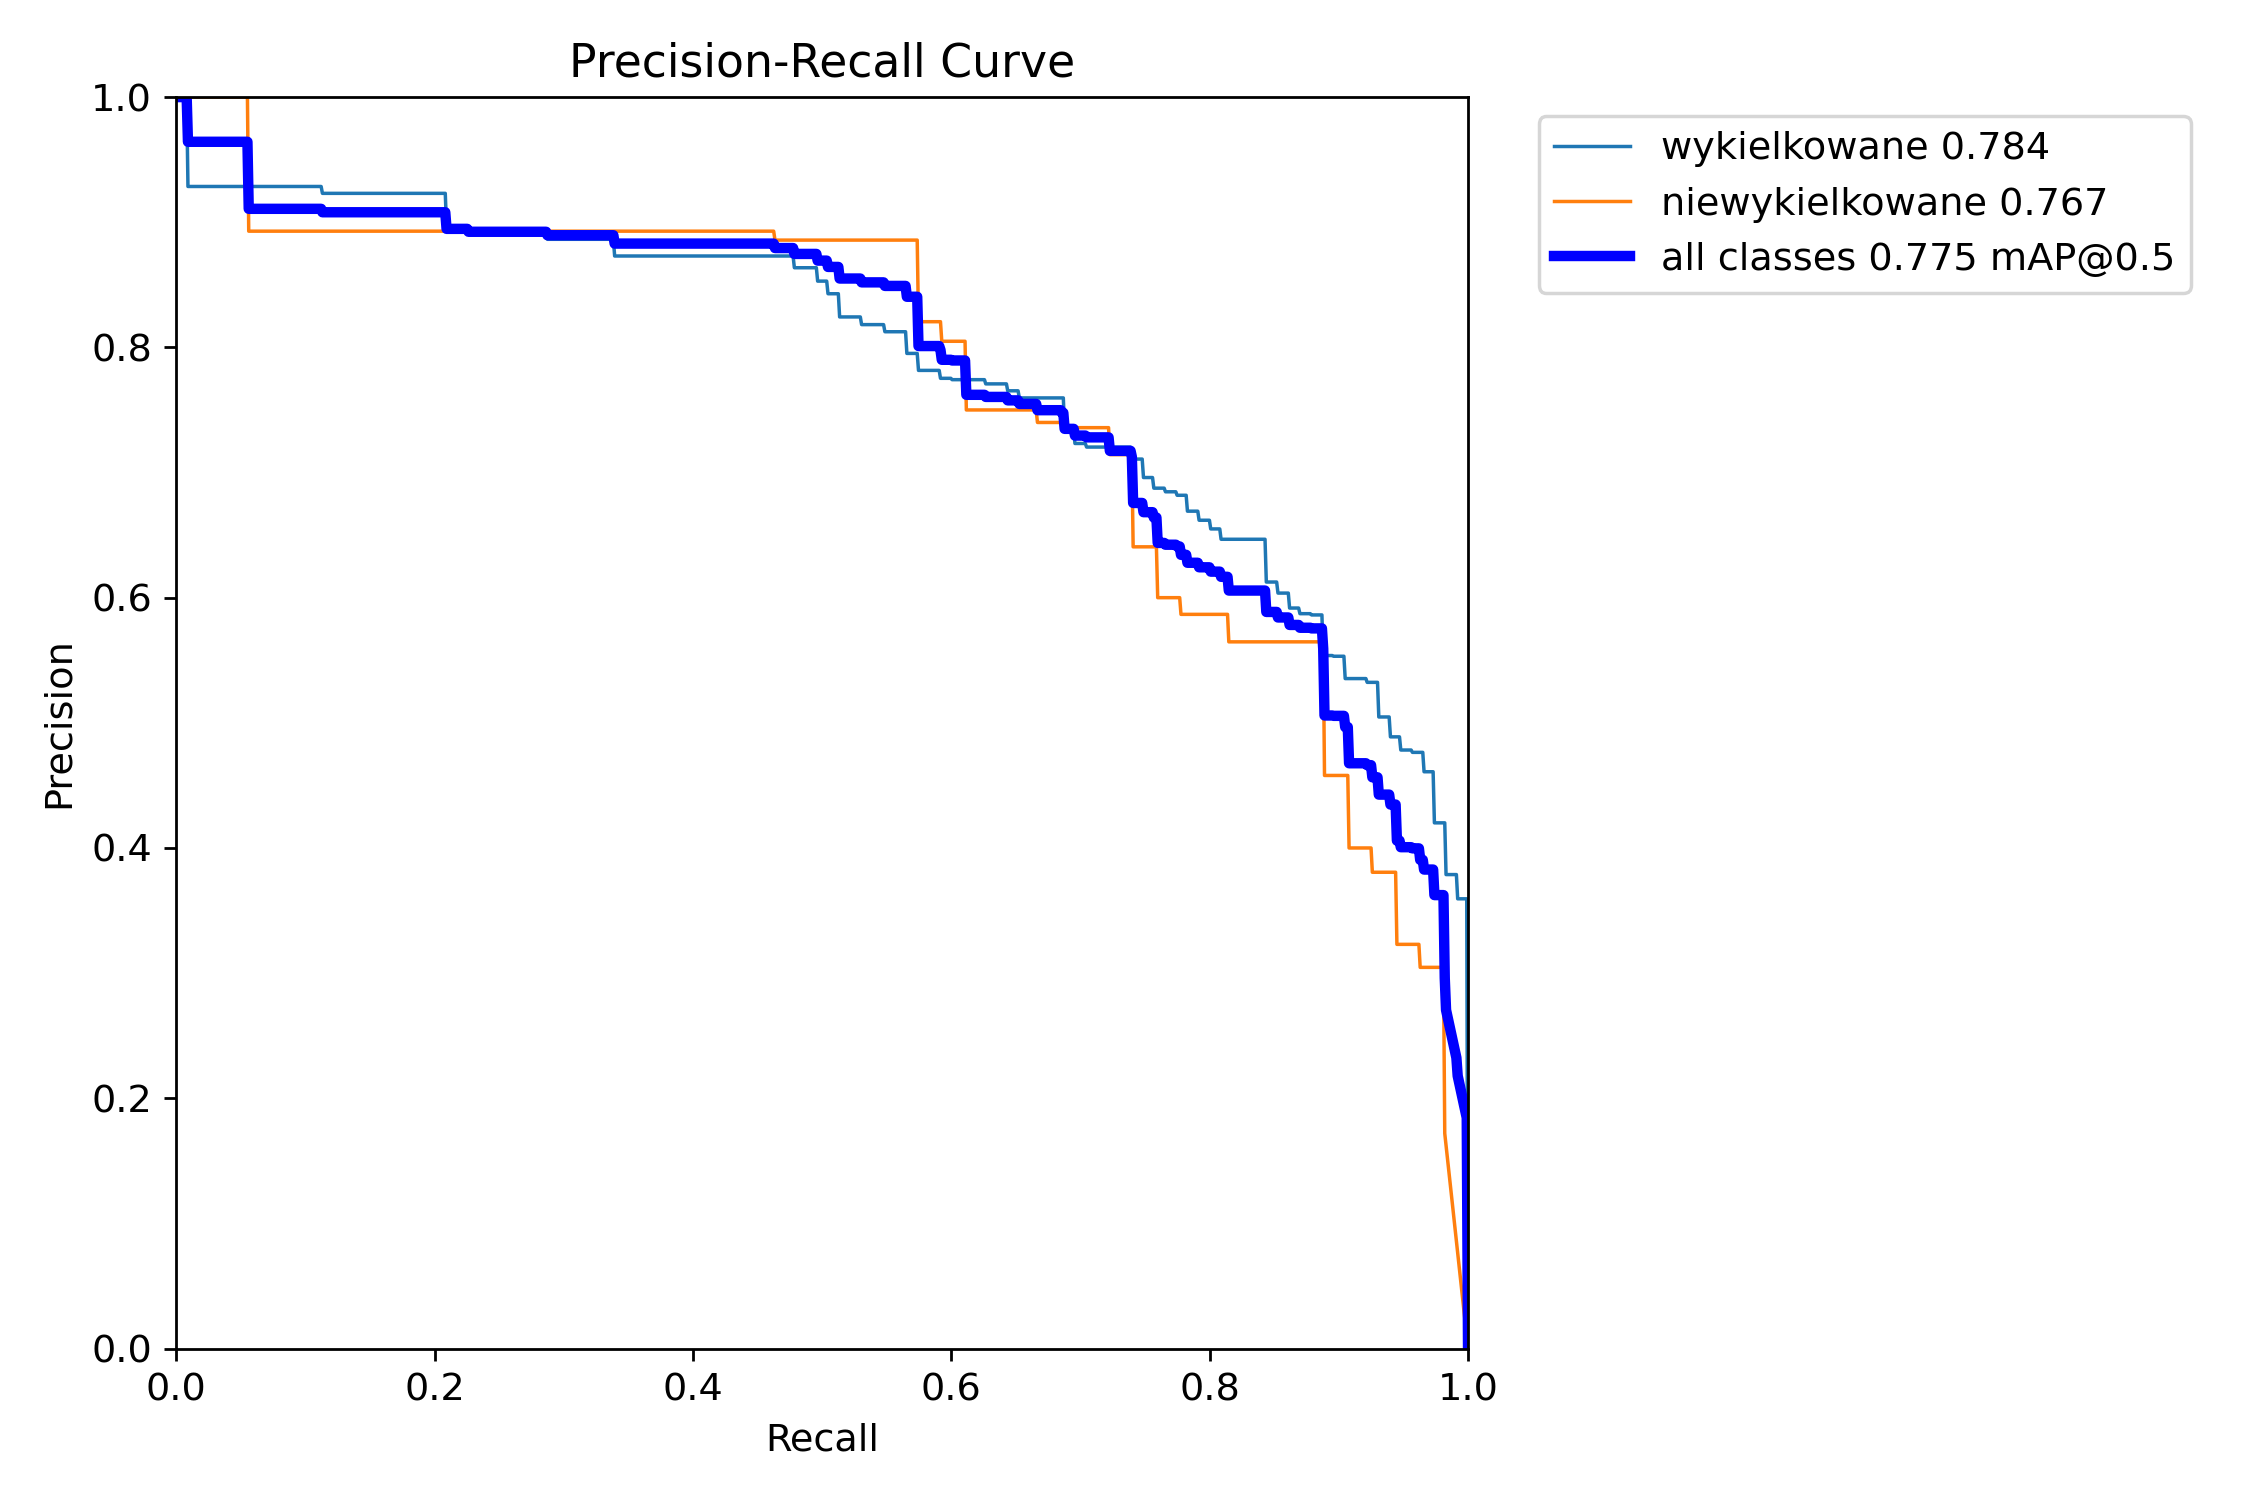 Precision-Recall Curve
1.0
0.8
0.6
0.4
0.2
0.0
Precision
0.0 0.2 0.4 0.6 0.8 1.0
Recall
wykielkowane 0.784
niewykielkowane 0.767
all classes 0.775 mAP@0.5